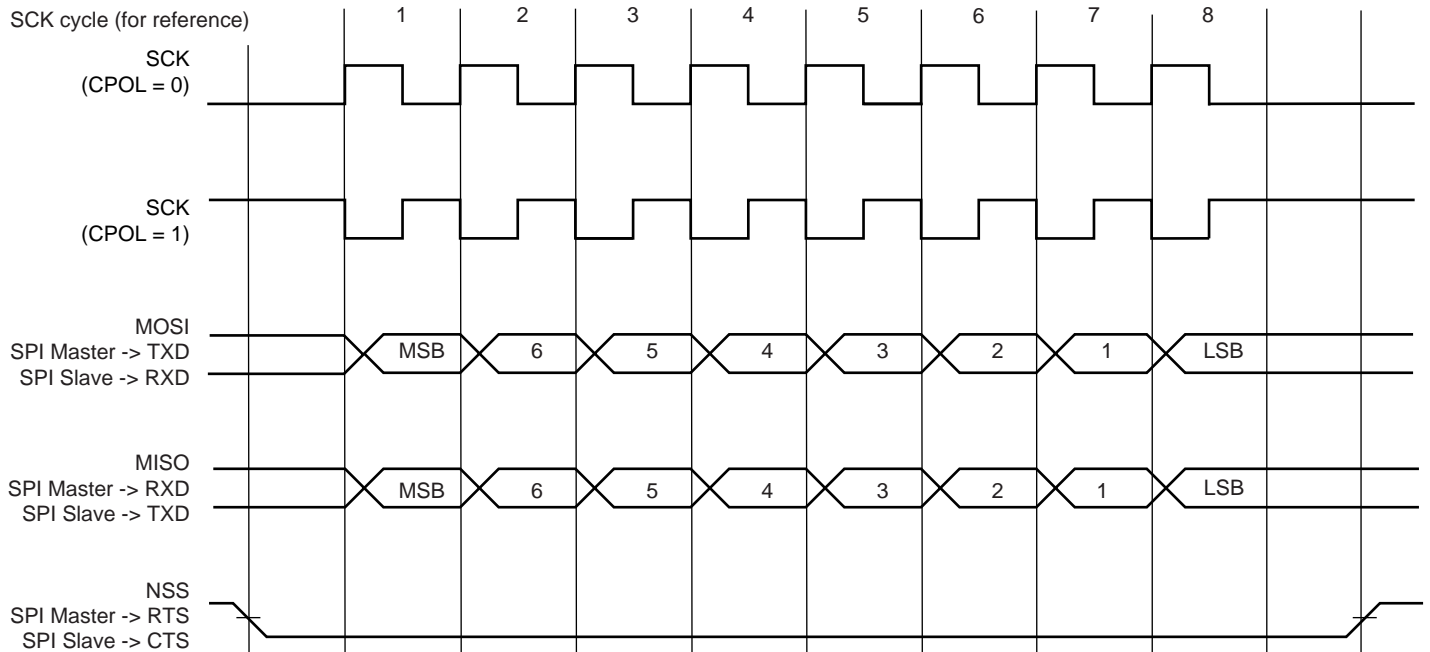 SCK cycle (for reference) 1 2 3 4 5 6 7 8
SCK
(CPOL = 0)
SCK
(CPOL = 1)
MOSI
SPI Master -> TXD
SPI Slave -> RXD
MSB 6 5 4 3 2 1 LSB
MISO
SPI Master -> RXD
SPI Slave -> TXD
MSB 6 5 4 3 2 1 LSB
NSS
SPI Master -> RTS
SPI Slave -> CTS